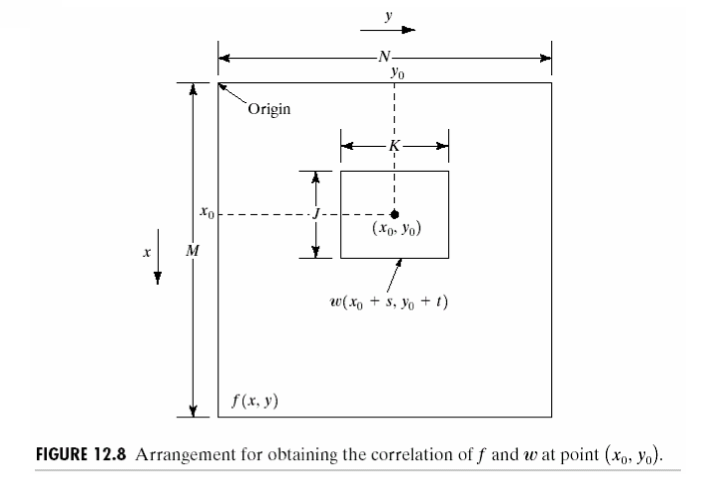 y
N
y₀
Origin
K
x₀
J
(x₀, y₀)
x
M
w(x₀ + s, y₀ + t)
f(x, y)
FIGURE 12.8 Arrangement for obtaining the correlation of f and w at point (x₀, y₀).